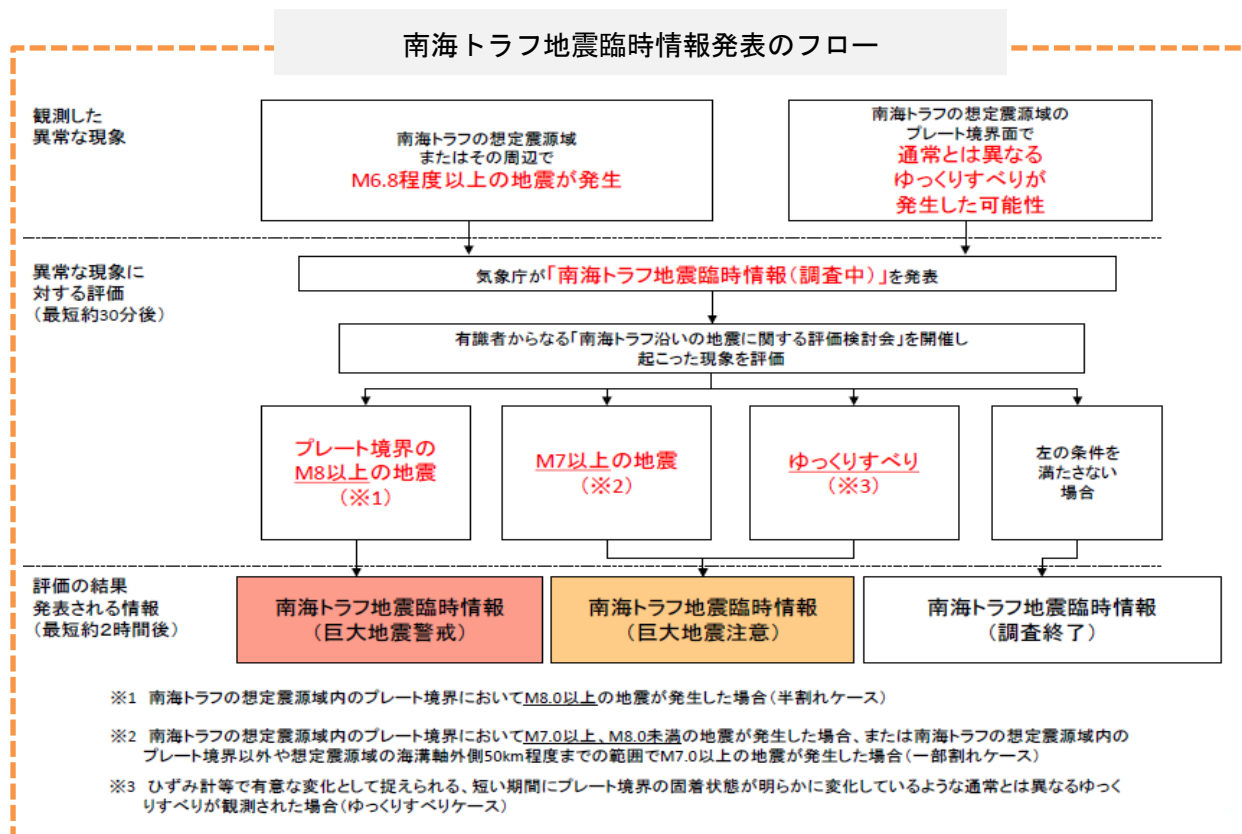 南海トラフ地震臨時情報発表のフロー
観測した
異常な現象
南海トラフの想定震源域
またはその周辺で
M6.8程度以上の地震が発生
南海トラフの想定震源域の
プレート境界面で
通常とは異なる
ゆっくりすべりが
発生した可能性
異常な現象に
対する評価
(最短約30分後)
気象庁が「南海トラフ地震臨時情報(調査中)」を発表
有識者からなる「南海トラフ沿いの地震に関する評価検討会」を開催し
起こった現象を評価
プレート境界の
M8以上の地震
(※1)
M7以上の地震
(※2)
ゆっくりすべり
(※3)
左の条件を
満たさない
場合
評価の結果
発表される情報
(最短約2時間後)
南海トラフ地震臨時情報
(巨大地震警戒)
南海トラフ地震臨時情報
(巨大地震注意)
南海トラフ地震臨時情報
(調査終了)
※1 南海トラフの想定震源域内のプレート境界においてM8.0以上の地震が発生した場合(半割れケース)
※2 南海トラフの想定震源域内のプレート境界においてM7.0以上、M8.0未満の地震が発生した場合、または南海トラフの想定震源域内の
プレート境界以外や想定震源域の海溝軸外側50km程度までの範囲でM7.0以上の地震が発生した場合(一部割れケース)
※3 ひずみ計等で有意な変化として捉えられる、短い期間にプレート境界の固着状態が明らかに変化しているような通常とは異なるゆっく
りすべりが観測された場合(ゆっくりすべりケース)